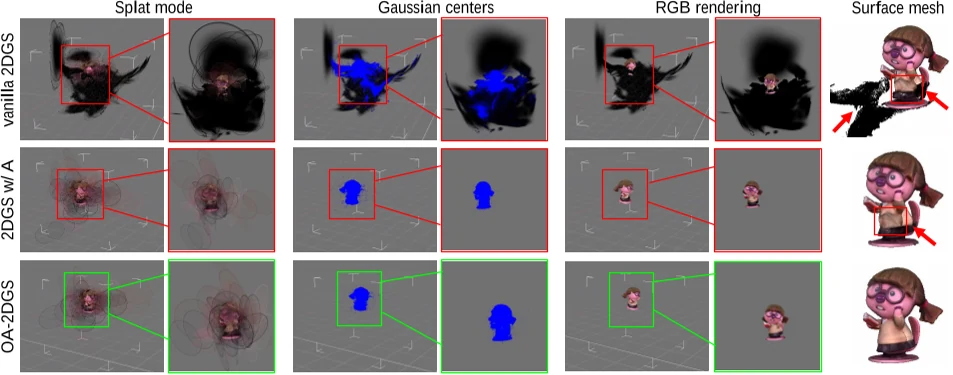 Splat mode
Gaussian centers
RGB rendering
Surface mesh
vanilla 2DGS
2DGS w/ A
OA-2DGS